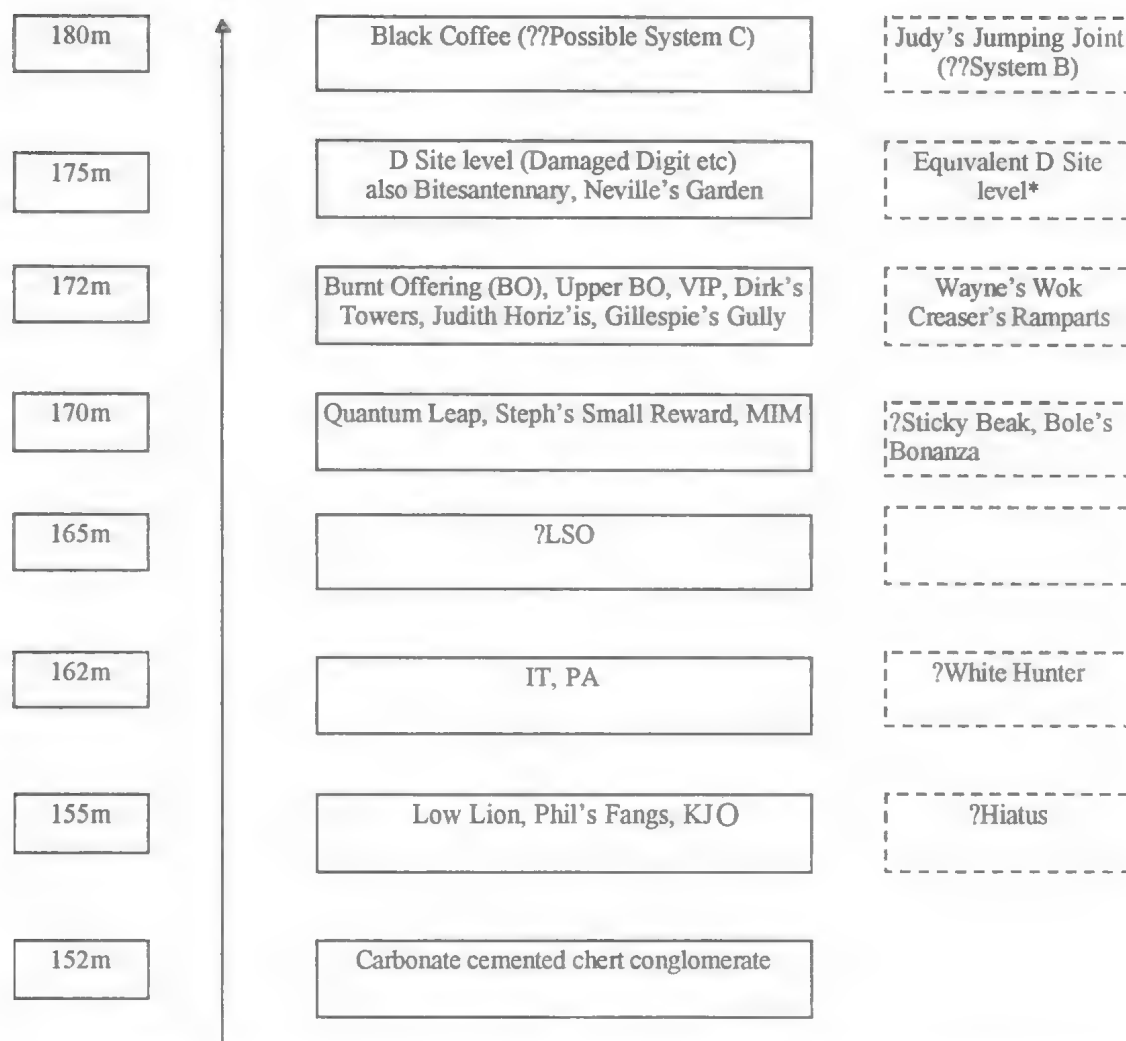 180m
Black Coffee (??Possible System C)
Judy's Jumping Joint
(??System B)
175m
D Site level (Damaged Digit etc)
also Bitesantennary, Neville's Garden
Equivalent D Site
level*
172m
Burnt Offering (BO), Upper BO, VIP, Dirk's
Towers, Judith Horiz'is, Gillespie's Gully
Wayne's Wok
Creaser's Ramparts
170m
Quantum Leap, Steph's Small Reward, MIM
?Sticky Beak, Bole's
Bonanza
165m
?LSO
162m
IT, PA
?White Hunter
155m
Low Lion, Phil's Fangs, KJO
?Hiatus
152m
Carbonate cemented chert conglomerate